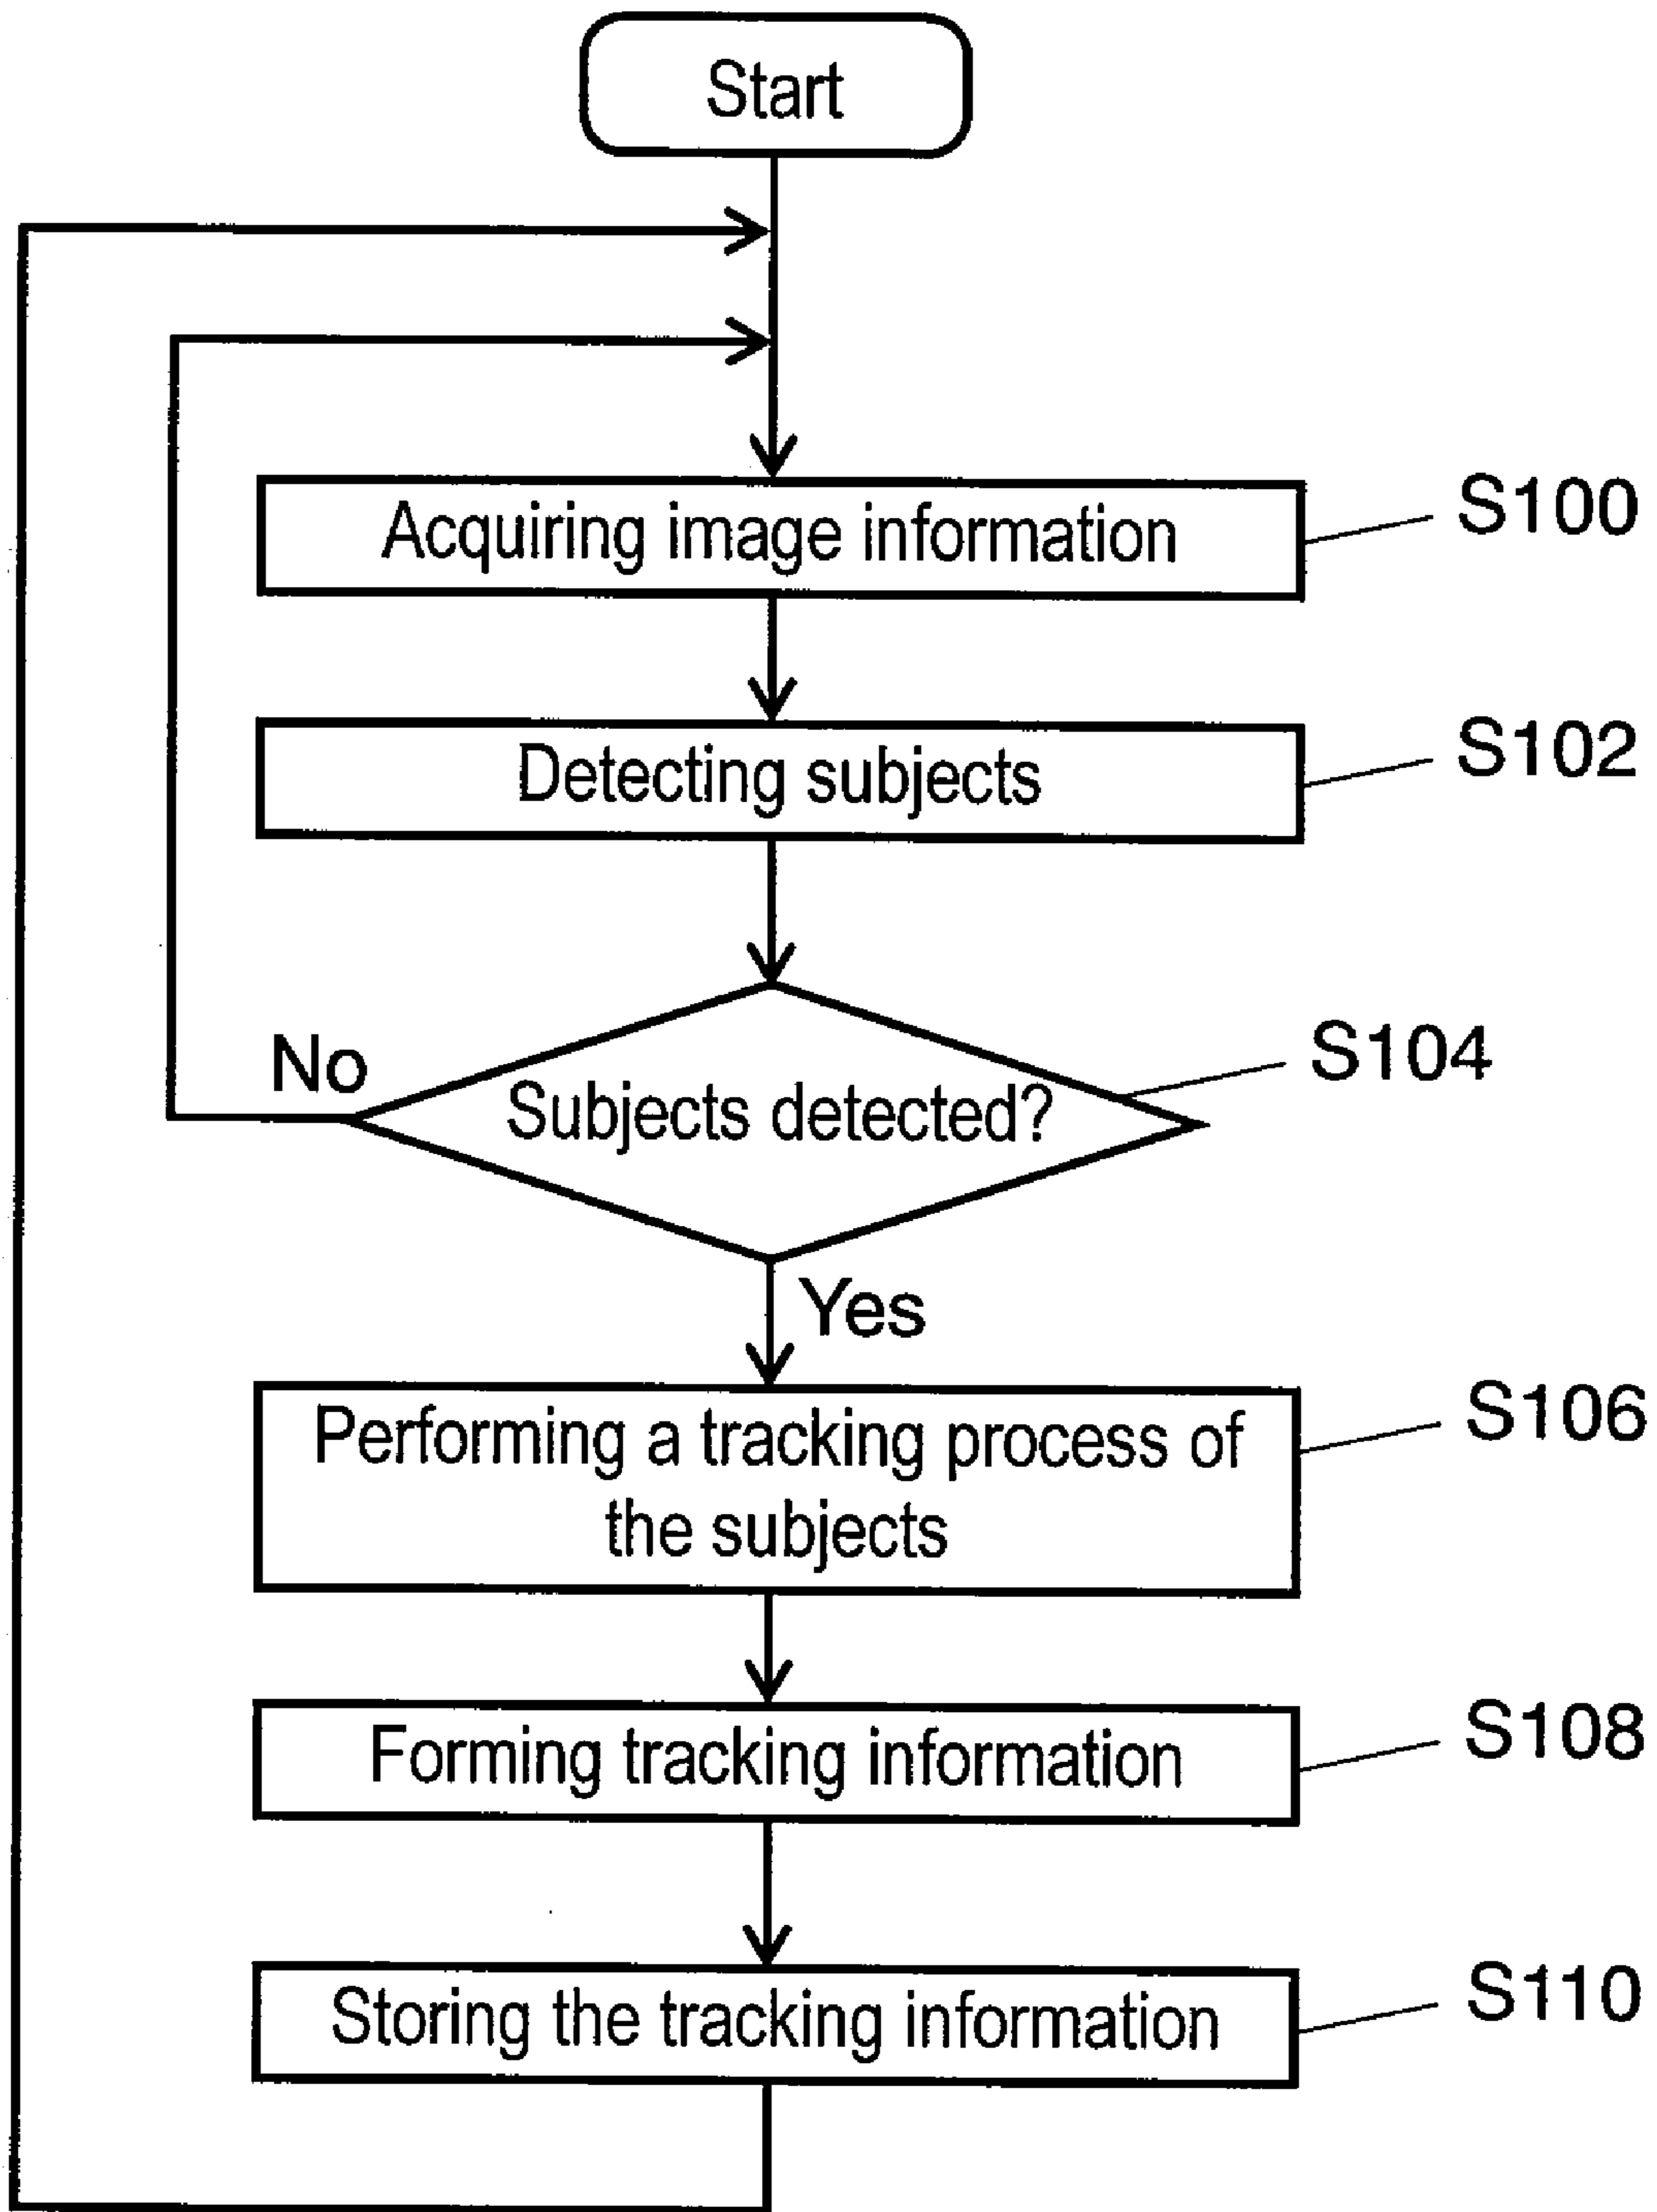 Start
Acquiring image information
S100
Detecting subjects
S102
No
Subjects detected?
S104
Yes
Performing a tracking process of
the subjects
S106
Forming tracking information
S108
Storing the tracking information
S110